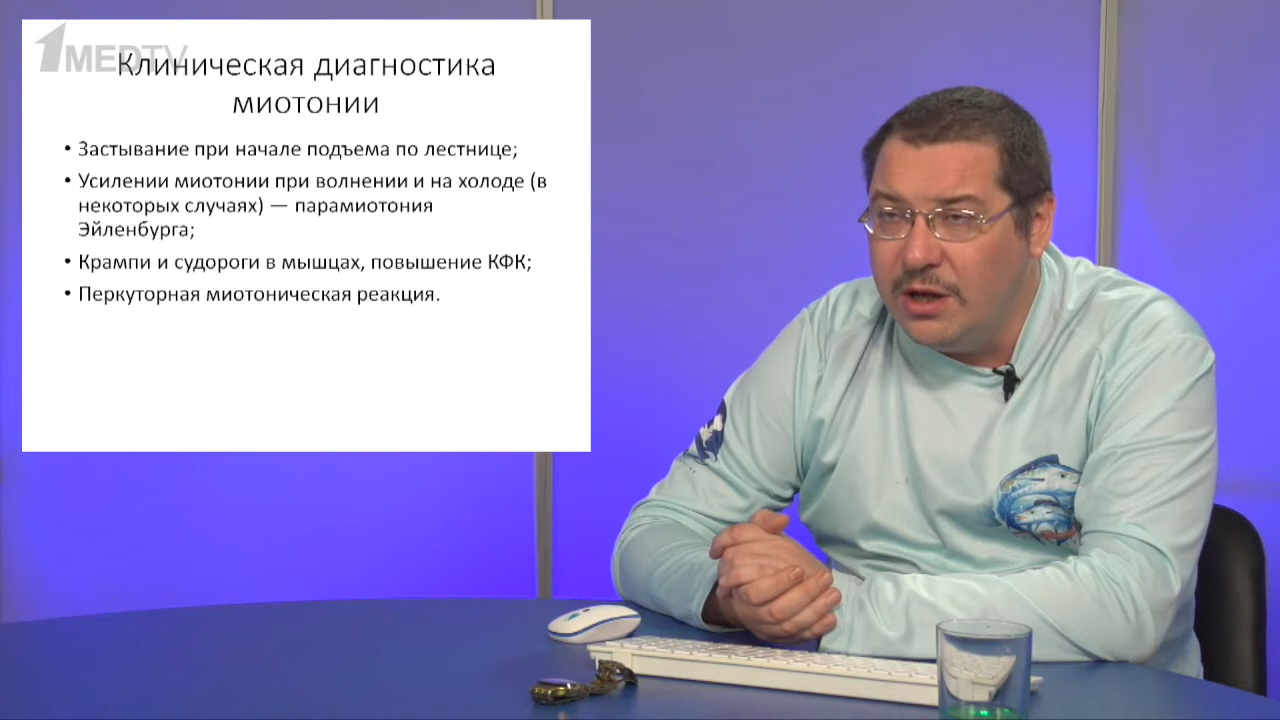 1MEDTV
Клиническая диагностика
миотонии
• Застывание при начале подъема по лестнице;
• Усилении миотонии при волнении и на холоде (в
некоторых случаях) — парамиотония
Эйленбурга;
• Крампи и судороги в мышцах, повышение КФК;
• Перкуторная миотоническая реакция.